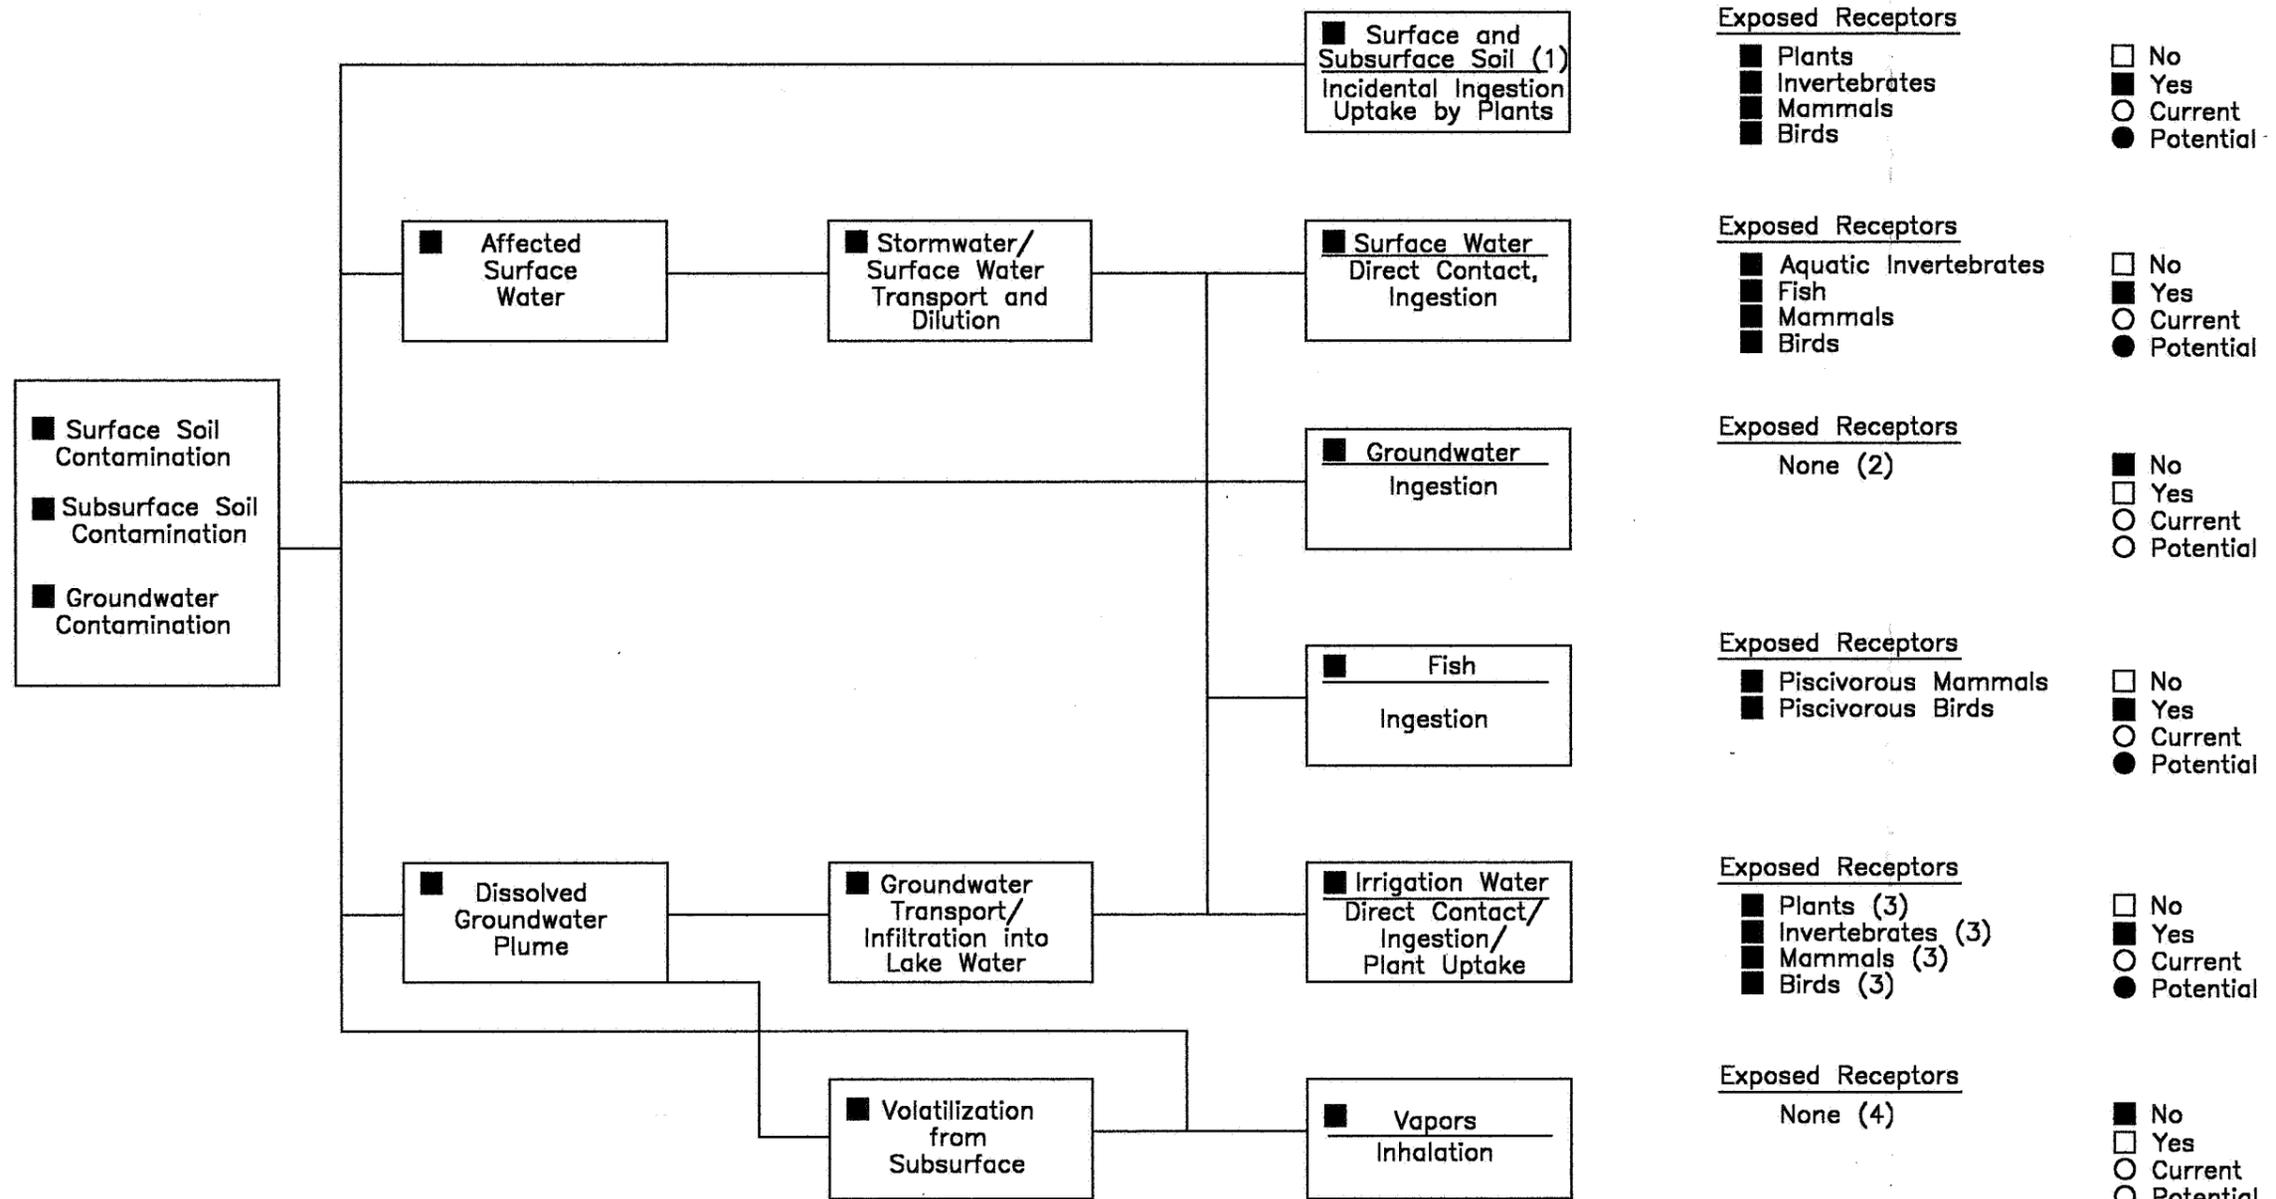 Surface and
Subsurface Soil (1)
Incidental Ingestion
Uptake by Plants
Exposed Receptors
Plants
Invertebrates
Mammals
Birds
No
Yes
Current
Potential
Affected
Surface
Water
Stormwater/
Surface Water
Transport and
Dilution
Surface Water
Direct Contact,
Ingestion
Exposed Receptors
Aquatic Invertebrates
Fish
Mammals
Birds
No
Yes
Current
Potential
Surface Soil
Contamination
Subsurface Soil
Contamination
Groundwater
Contamination
Groundwater
Ingestion
Exposed Receptors
None (2)
No
Yes
Current
Potential
Fish
Ingestion
Exposed Receptors
Piscivorous Mammals
Piscivorous Birds
No
Yes
Current
Potential
Dissolved
Groundwater
Plume
Groundwater
Transport/
Infiltration into
Lake Water
Irrigation Water
Direct Contact/
Ingestion/
Plant Uptake
Exposed Receptors
Plants (3)
Invertebrates (3)
Mammals (3)
Birds (3)
No
Yes
Current
Potential
Volatilization
from
Subsurface
Vapors
Inhalation
Exposed Receptors
None (4)
No
Yes
Current
Potential